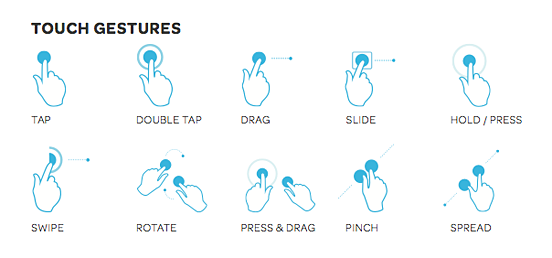 TOUCH GESTURES
TAP
DOUBLE TAP
DRAG
SLIDE
HOLD / PRESS
SWIPE
ROTATE
PRESS & DRAG
PINCH
SPREAD